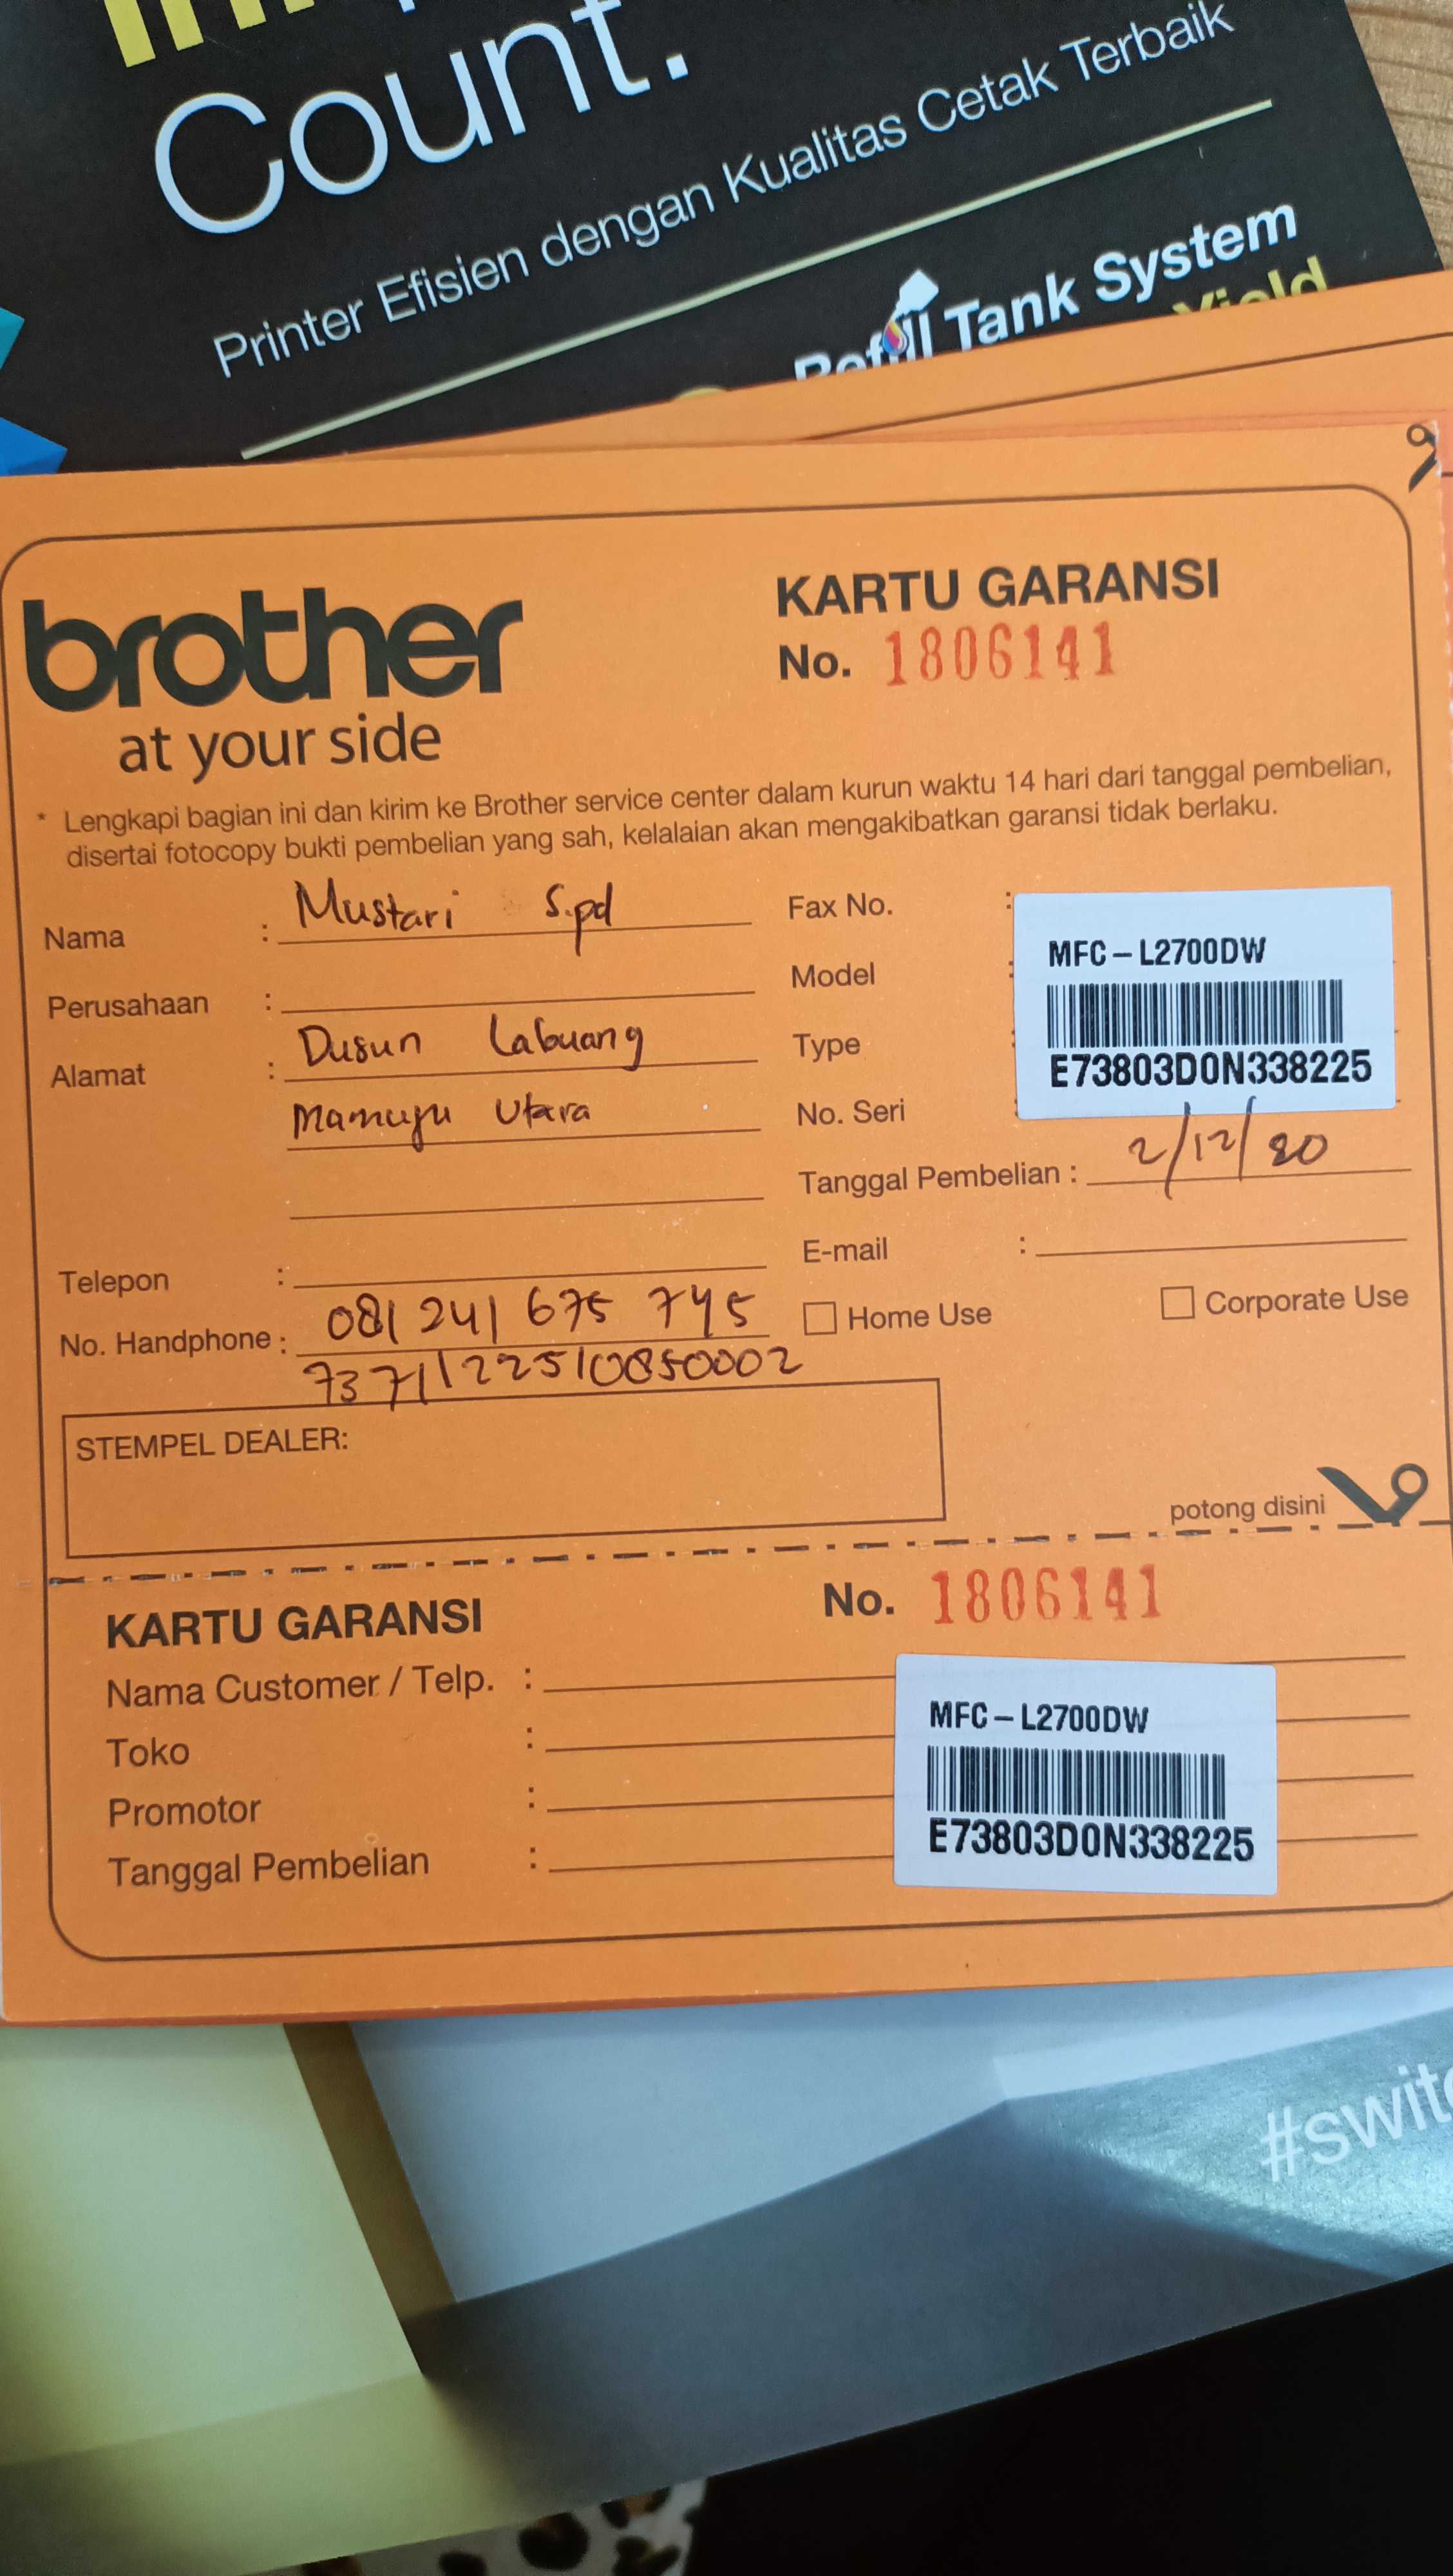 Count.
Printer Efisien dengan Kualitas Cetak Terbaik
Refill Tank System
Yield
brother
at your side
KARTU GARANSI
No. 1806141
* Lengkapi bagian ini dan kirim ke Brother service center dalam kurun waktu 14 hari dari tanggal pembelian,
disertai fotocopy bukti pembelian yang sah, kelalaian akan mengakibatkan garansi tidak berlaku.
Nama : Mustari S.pd
Perusahaan :
Alamat : Dusun Labuang
Mamuju Utara
Telepon :
No. Handphone : 081 241 675 745
7371122510850002
Fax No. :
Model :
Type :
No. Seri :
MFC-L2700DW
E73803D0N338225
Tanggal Pembelian : 2/12/20
E-mail :
Home Use
Corporate Use
STEMPEL DEALER:
potong disini
KARTU GARANSI
No. 1806141
Nama Customer / Telp. :
Toko :
Promotor :
Tanggal Pembelian :
MFC-L2700DW
E73803D0N338225